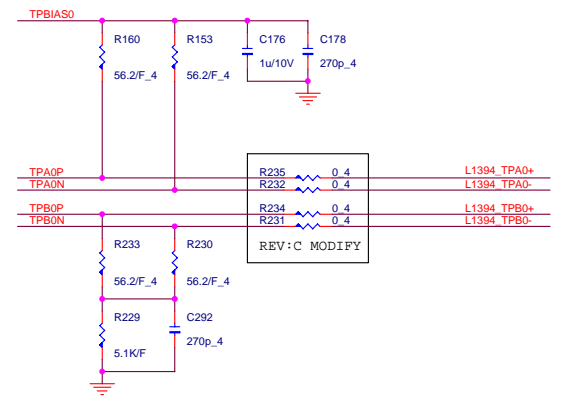 TPBIAS0
R160
R153
C176
C178
1u/10V
270p_4
56.2/F_4
56.2/F_4
TPA0P
R235
0_4
L1394_TPA0+
TPA0N
R232
0_4
L1394_TPA0-
TPB0P
R234
0_4
L1394_TPB0+
TPB0N
R231
0_4
L1394_TPB0-
REV:C MODIFY
R233
R230
56.2/F_4
56.2/F_4
R229
C292
270p_4
5.1K/F